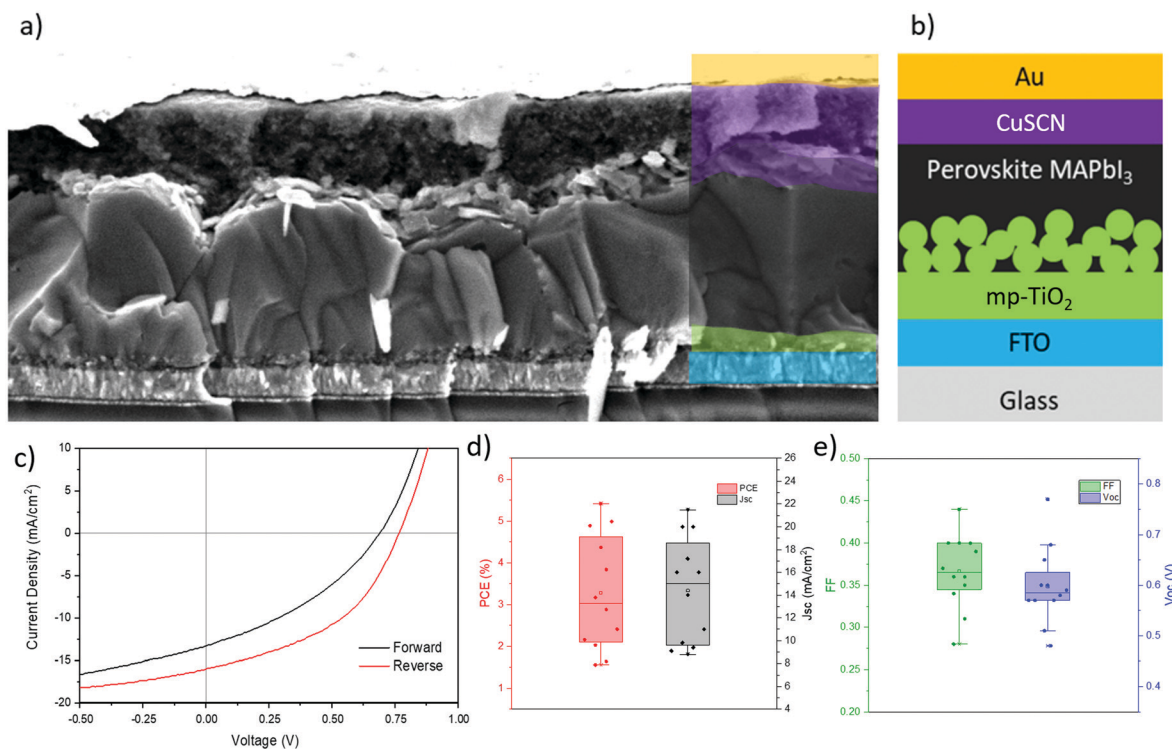 a)
b)
Au
CuSCN
Perovskite MAPbI₃
mp-TiO₂
FTO
Glass
c)
10
5
0
-5
-10
-15
-20
-0.50
-0.25
0.00
0.25
0.50
0.75
1.00
Current Density (mA/cm²)
Voltage (V)
Forward
Reverse
d)
6
5
4
3
2
1
PCE (%)
PCE
Jsc
26
24
22
20
18
16
14
12
10
8
6
4
Jsc (mA/cm²)
e)
0.50
0.45
0.40
0.35
0.30
0.25
0.20
FF
FF
Voc
0.8
0.7
0.6
0.5
0.4
Voc (V)